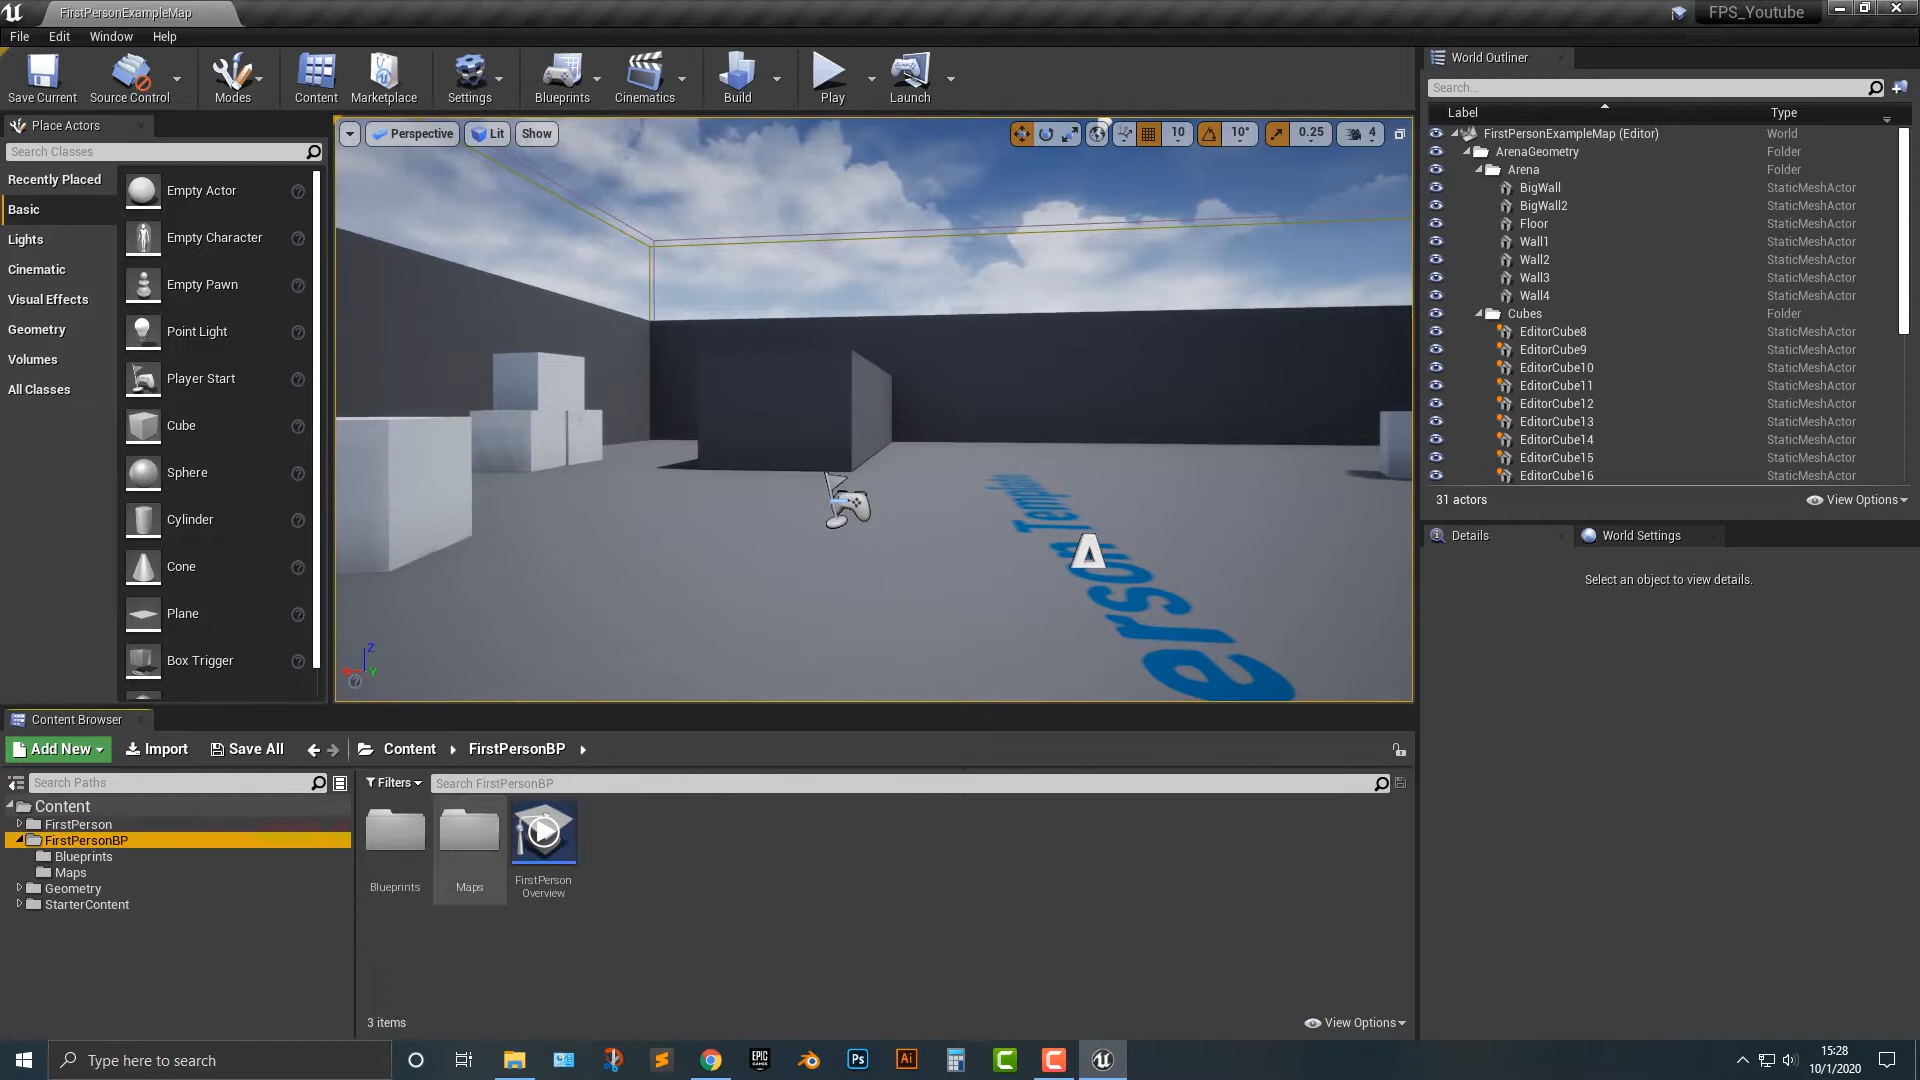 FirstPersonExampleMap
FPS_Youtube
File Edit Window Help
Save Current Source Control Modes Content Marketplace Settings Blueprints Cinematics Build Play Launch
Place Actors
Search Classes
Recently Placed
Basic
Lights
Cinematic
Visual Effects
Geometry
Volumes
All Classes
Empty Actor
Empty Character
Empty Pawn
Point Light
Player Start
Cube
Sphere
Cylinder
Cone
Plane
Box Trigger
Perspective Lit Show
10 10° 0.25 4
Z
Y
World Outliner
Search...
Label Type
FirstPersonExampleMap (Editor) World
ArenaGeometry Folder
Arena Folder
BigWall StaticMeshActor
BigWall2 StaticMeshActor
Floor StaticMeshActor
Wall1 StaticMeshActor
Wall2 StaticMeshActor
Wall3 StaticMeshActor
Wall4 StaticMeshActor
Cubes Folder
EditorCube8 StaticMeshActor
EditorCube9 StaticMeshActor
EditorCube10 StaticMeshActor
EditorCube11 StaticMeshActor
EditorCube12 StaticMeshActor
EditorCube13 StaticMeshActor
EditorCube14 StaticMeshActor
EditorCube15 StaticMeshActor
EditorCube16 StaticMeshActor
31 actors View Options
Details World Settings
Select an object to view details.
Content Browser
Add New Import Save All Content FirstPersonBP
Search Paths
Filters Search FirstPersonBP
Content
FirstPerson
FirstPersonBP
Blueprints
Maps
Geometry
StarterContent
Blueprints
Maps
FirstPerson
Overview
3 items View Options
Type here to search
EPIC
GAMES
Ps
Ai
15:28
10/1/2020